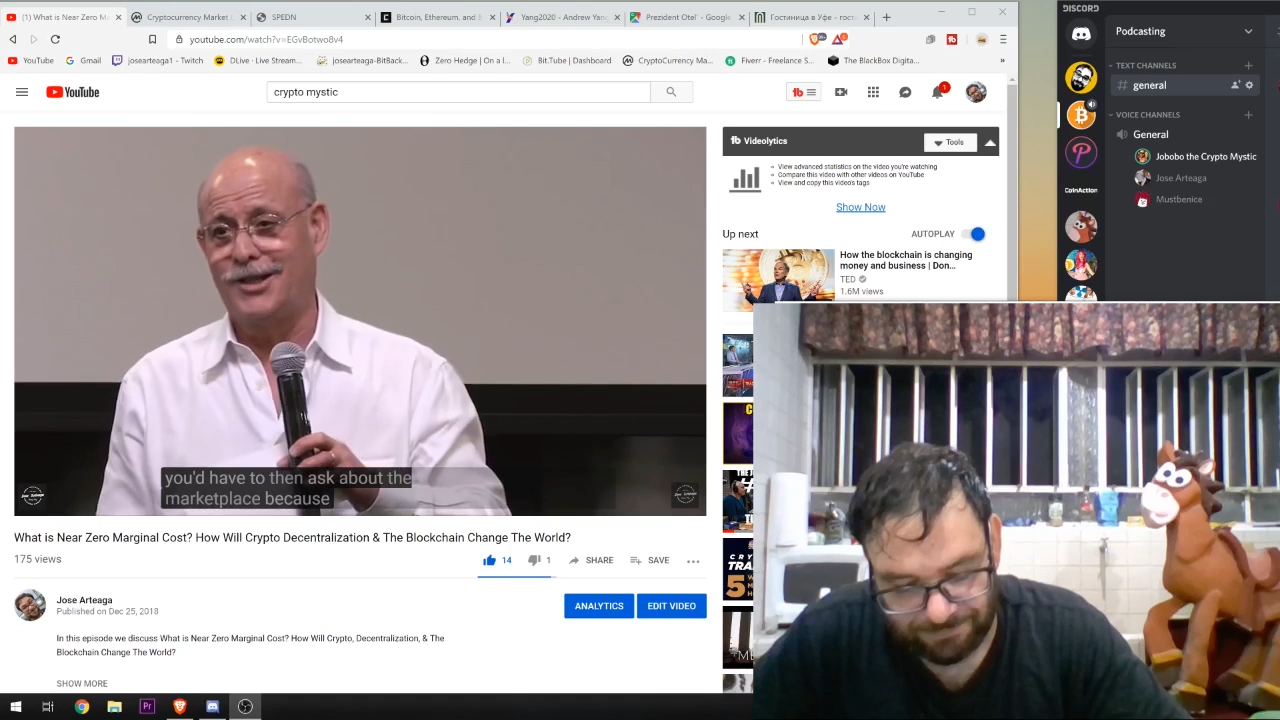 (1) What is Near Zero M
Cryptocurrency Market
SPEDN
Bitcoin, Ethereum, and
Yang2020 - Andrew Yang
Prezident Otel' - Google
Гостиница в Уфе - гост
youtube.com/watch?v=EGvBotwo8v4
YouTube
Gmail
josearteaga1 - Twitch
DLive · Live Stream...
josearteaga-BitBack...
Zero Hedge | On a l...
Bit.Tube | Dashboard
CryptoCurrency Ma...
Fiverr - Freelance S...
The BlackBox Digita...
YouTube
crypto mystic
tb
1
tb Videolytics
Tools
View advanced statistics on the video you're watching
Compare this video with other videos on YouTube
View and copy this video's tags
Show Now
Up next
AUTOPLAY
How the blockchain is changing
money and business | Don...
TED
1.6M views
you'd have to then ask about the
marketplace because
What is Near Zero Marginal Cost? How Will Crypto Decentralization & The Blockchain Change The World?
175 views
14
1
SHARE
SAVE
Jose Arteaga
Published on Dec 25, 2018
ANALYTICS
EDIT VIDEO
In this episode we discuss What is Near Zero Marginal Cost? How Will Crypto, Decentralization, & The
Blockchain Change The World?
SHOW MORE
Pr
DISCORD
Podcasting
TEXT CHANNELS
# general
VOICE CHANNELS
General
Jobobo the Crypto Mystic
Jose Arteaga
Mustbenice
COINACTION